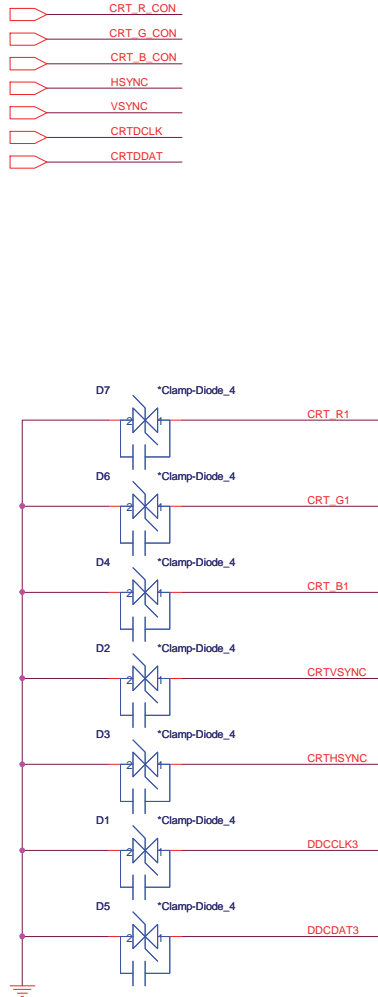 CRT_R_CON
CRT_G_CON
CRT_B_CON
HSYNC
VSYNC
CRTDCLK
CRTDDAT
D7 *Clamp-Diode_4
2 1 CRT_R1
D6 *Clamp-Diode_4
2 1 CRT_G1
D4 *Clamp-Diode_4
2 1 CRT_B1
D2 *Clamp-Diode_4
2 1 CRTVSYNC
D3 *Clamp-Diode_4
2 1 CRTHSYNC
D1 *Clamp-Diode_4
2 1 DDCCLK3
D5 *Clamp-Diode_4
2 1 DDCDAT3